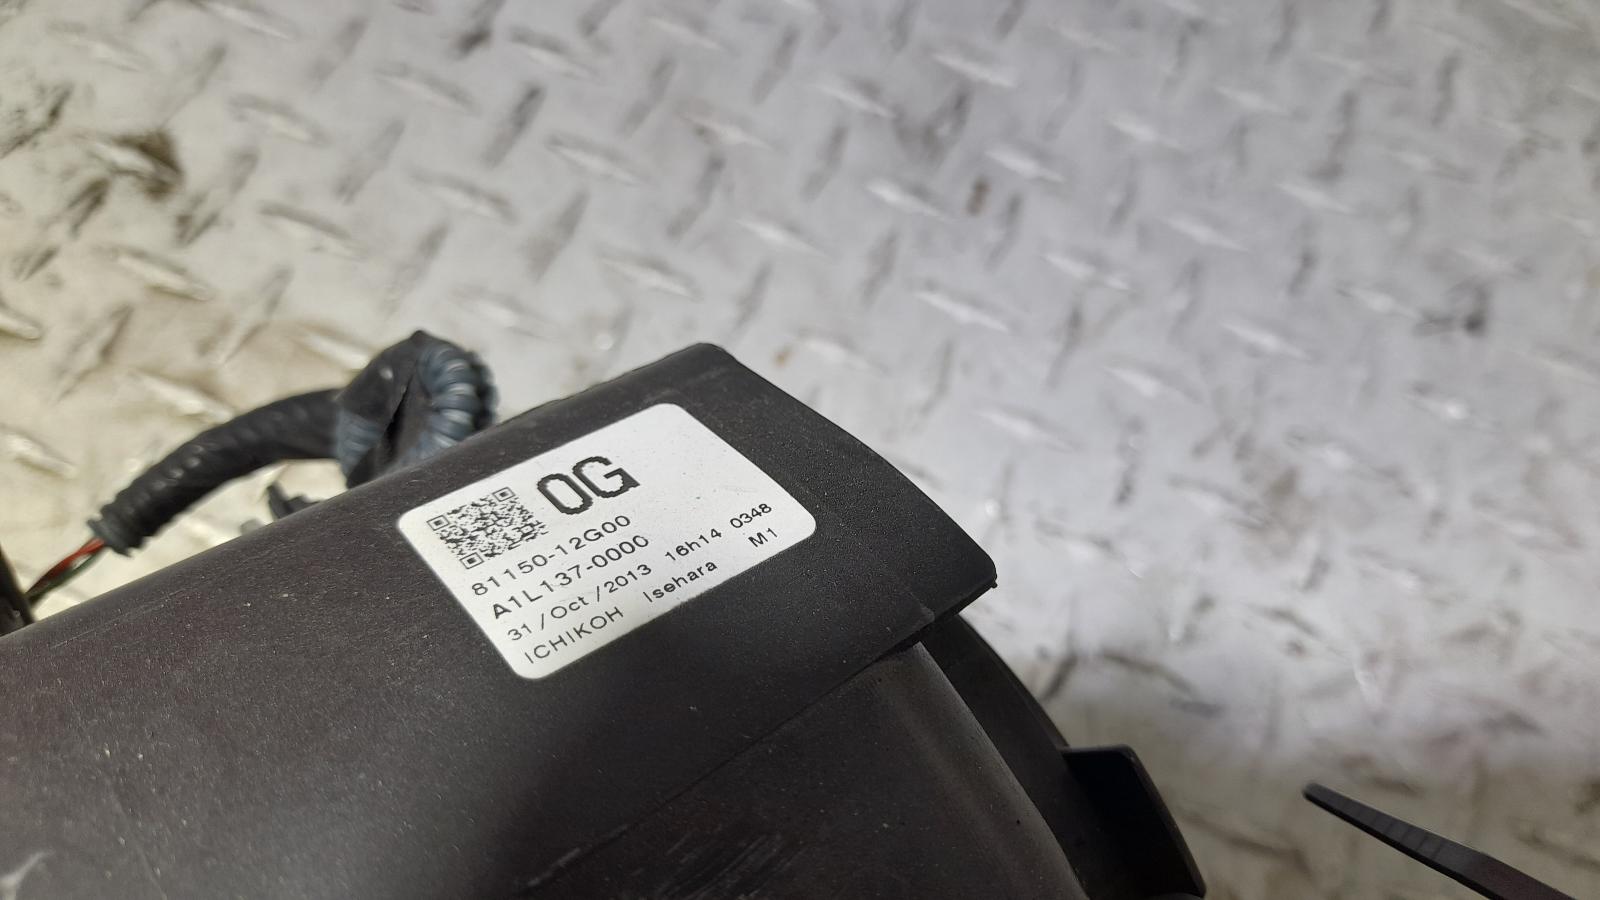 0G
81150-12G00
A1L137-0000
31/Oct/2013 16h14 0348
ICHIKOH Isehara M1